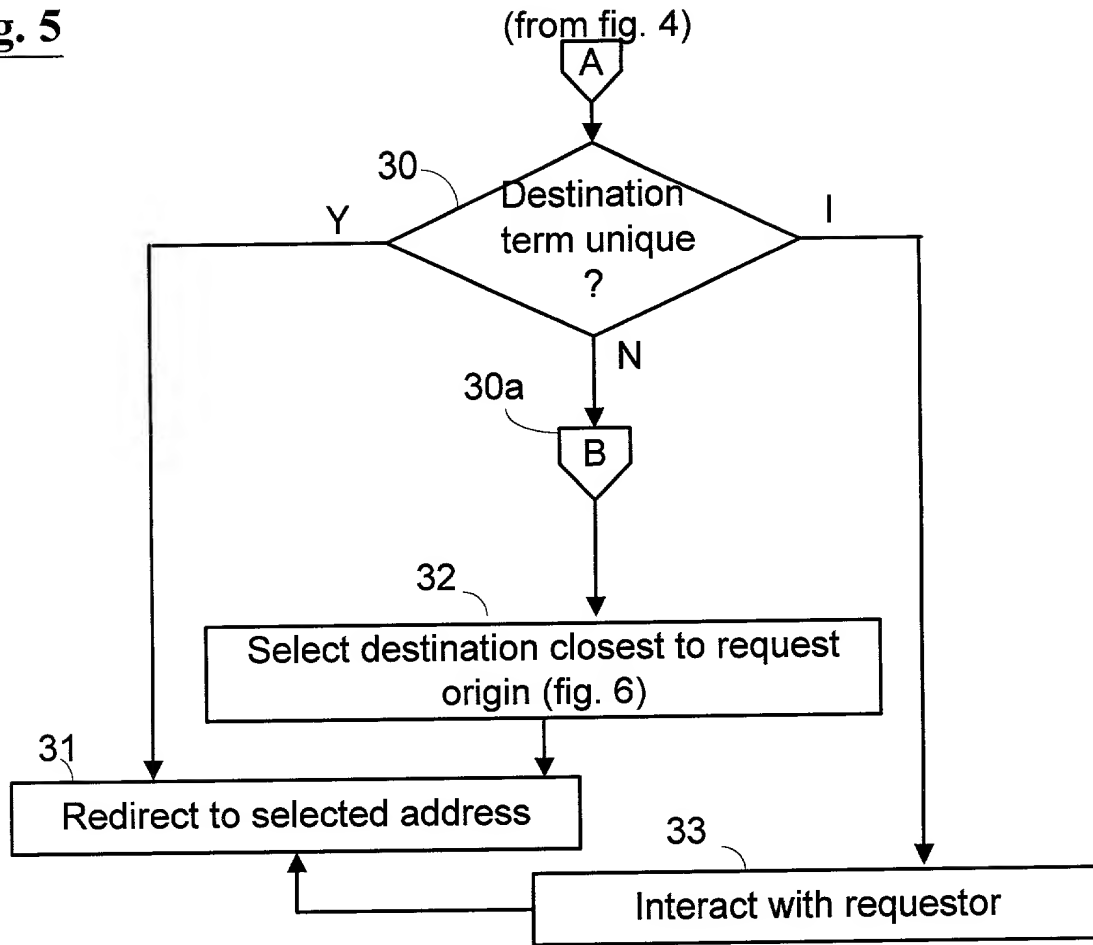 g. 5
(from fig. 4)
A
30
Destination
term unique
?
Y
I
N
30a
B
32
Select destination closest to request
origin (fig. 6)
31
Redirect to selected address
33
Interact with requestor